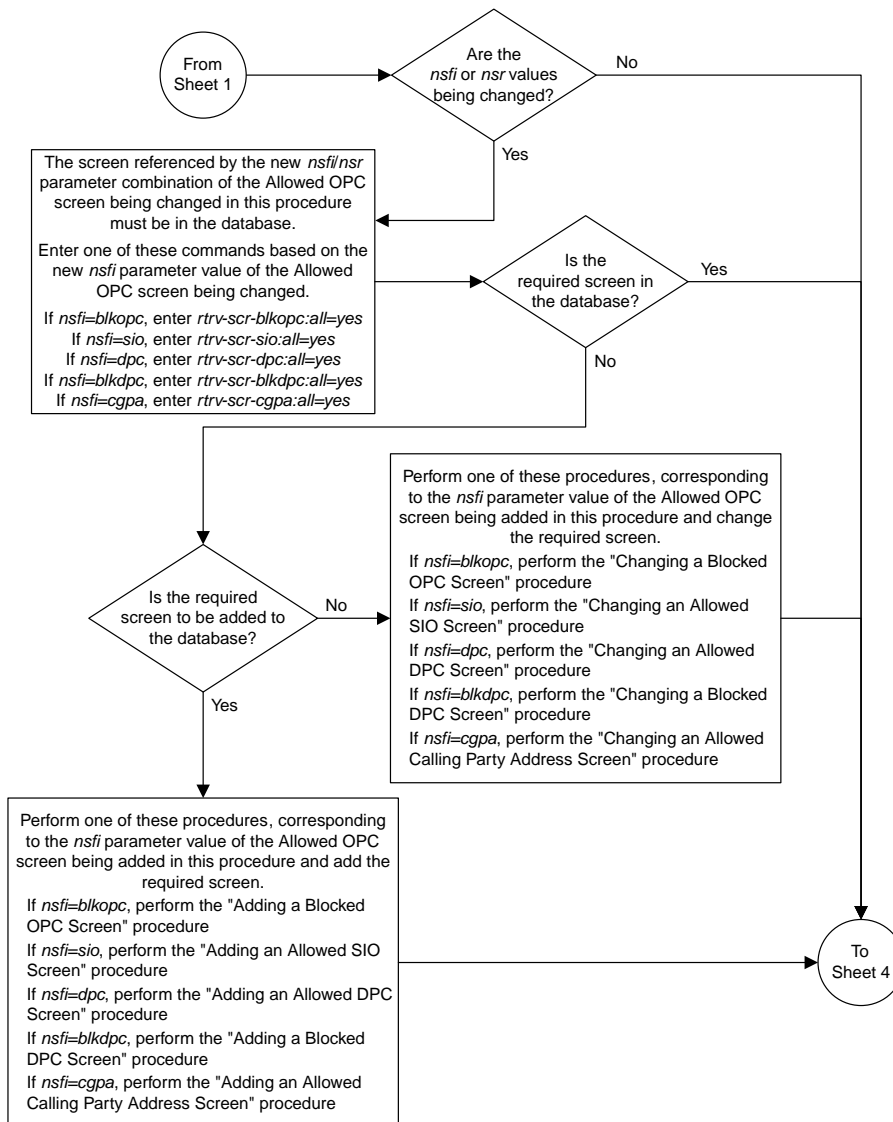 From
Sheet 1
Are the
nsfi or nsr values
being changed?
No
Yes
The screen referenced by the new nsfi/nsr
parameter combination of the Allowed OPC
screen being changed in this procedure
must be in the database.
Enter one of these commands based on the
new nsfi parameter value of the Allowed
OPC screen being changed.
If nsfi=blkopc, enter rtrv-scr-blkopc:all=yes
If nsfi=sio, enter rtrv-scr-sio:all=yes
If nsfi=dpc, enter rtrv-scr-dpc:all=yes
If nsfi=blkdpc, enter rtrv-scr-blkdpc:all=yes
If nsfi=cgpa, enter rtrv-scr-cgpa:all=yes
Is the
required screen in
the database?
Yes
No
Is the required
screen to be added to
the database?
No
Yes
Perform one of these procedures, corresponding
to the nsfi parameter value of the Allowed OPC
screen being added in this procedure and change
the required screen.
If nsfi=blkopc, perform the "Changing a Blocked
OPC Screen" procedure
If nsfi=sio, perform the "Changing an Allowed
SIO Screen" procedure
If nsfi=dpc, perform the "Changing an Allowed
DPC Screen" procedure
If nsfi=blkdpc, perform the "Changing a Blocked
DPC Screen" procedure
If nsfi=cgpa, perform the "Changing an Allowed
Calling Party Address Screen" procedure
Perform one of these procedures, corresponding
to the nsfi parameter value of the Allowed OPC
screen being added in this procedure and add the
required screen.
If nsfi=blkopc, perform the "Adding a Blocked
OPC Screen" procedure
If nsfi=sio, perform the "Adding an Allowed SIO
Screen" procedure
If nsfi=dpc, perform the "Adding an Allowed DPC
Screen" procedure
If nsfi=blkdpc, perform the "Adding a Blocked
DPC Screen" procedure
If nsfi=cgpa, perform the "Adding an Allowed
Calling Party Address Screen" procedure
To
Sheet 4